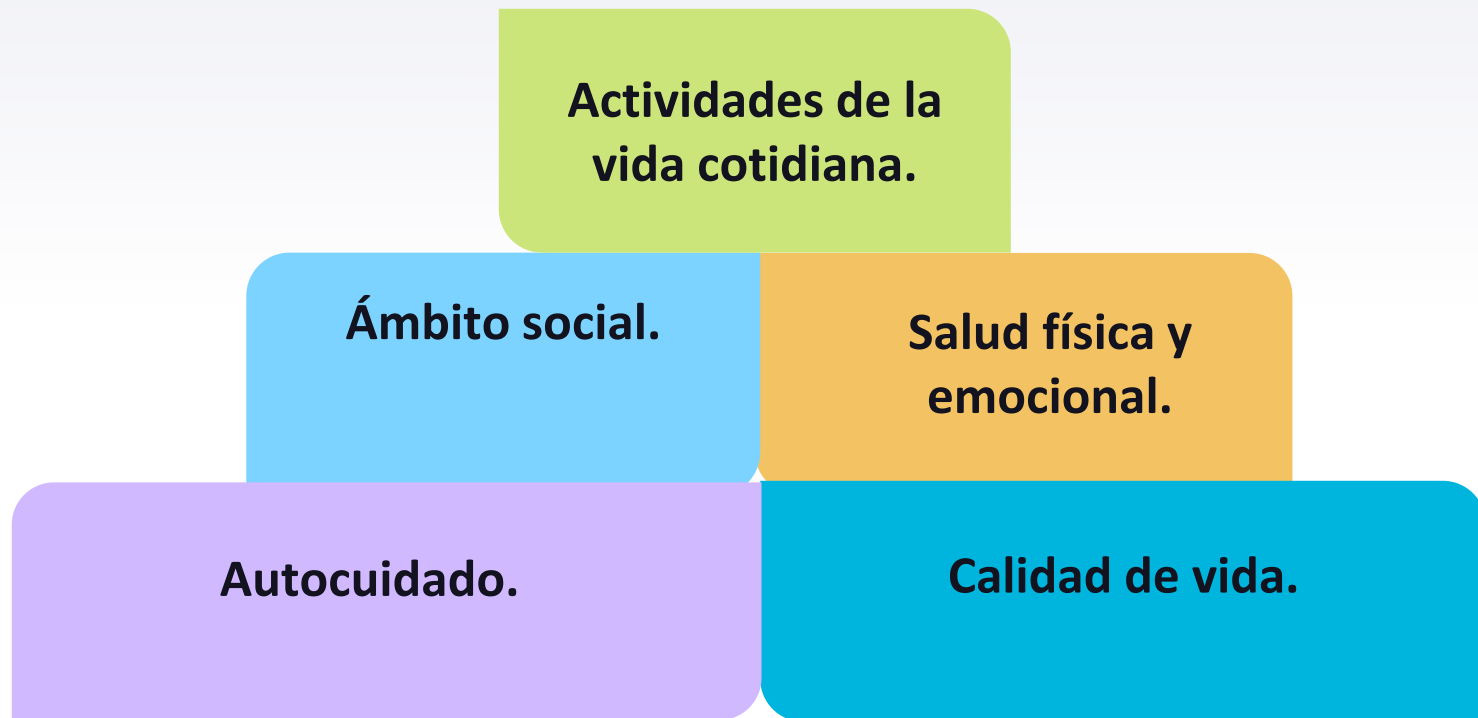 Actividades de la
vida cotidiana.
Ámbito social.
Salud física y
emocional.
Autocuidado.
Calidad de vida.